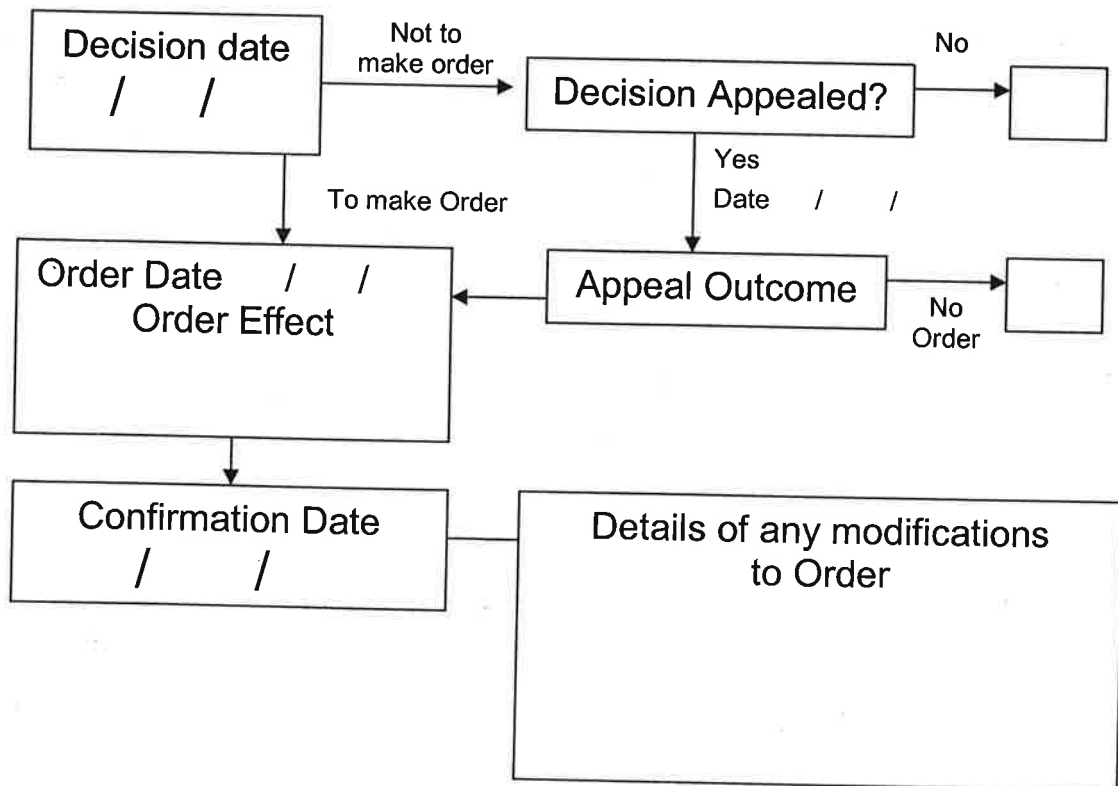 Decision date
/ /
Not to
make order
Decision Appealed?
No
To make Order
Yes
Date / /
Order Date / /
Order Effect
Appeal Outcome
No
Order
Confirmation Date
/ /
Details of any modifications
to Order